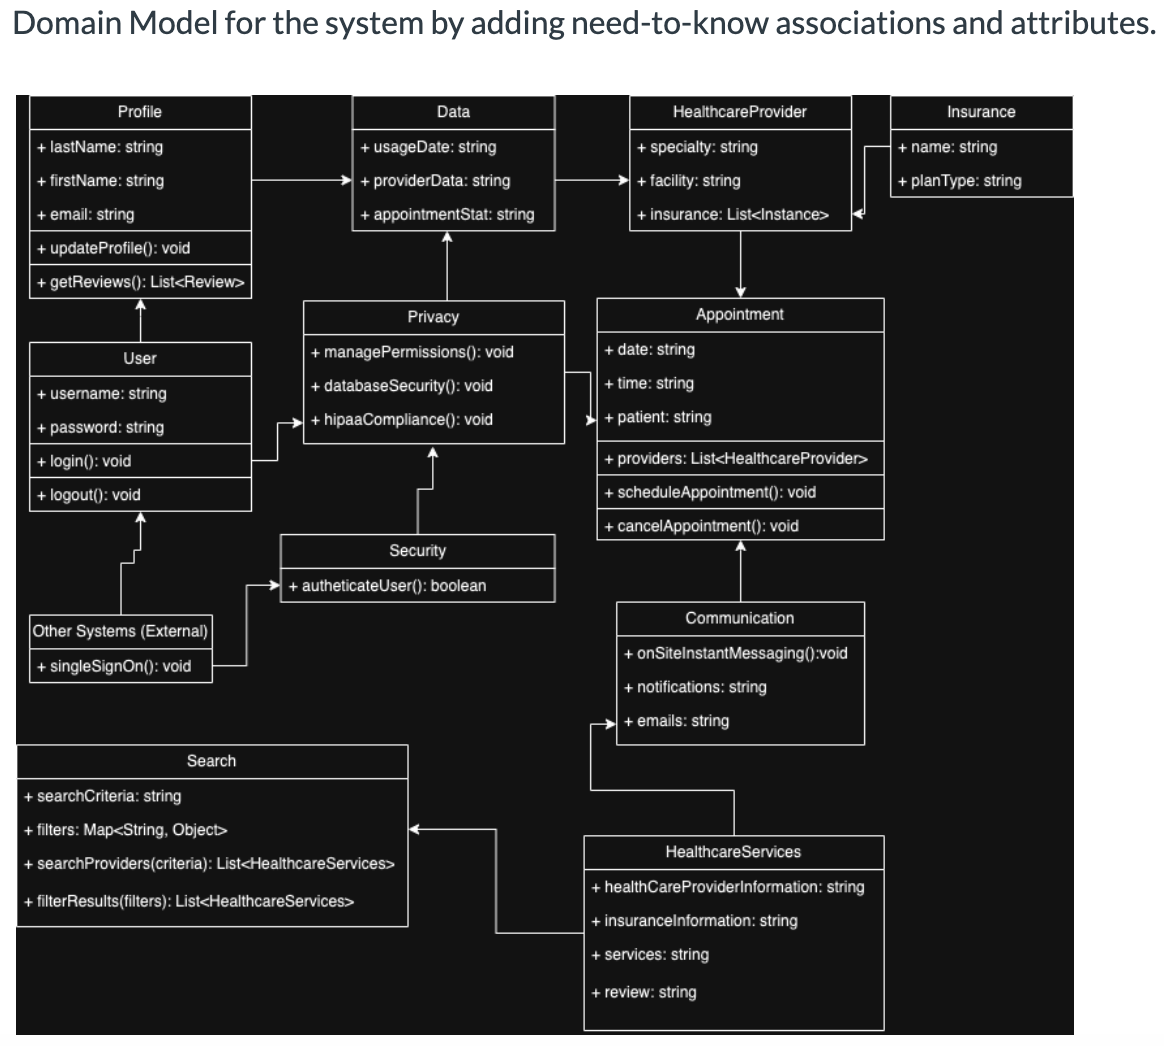 Domain Model for the system by adding need-to-know associations and attributes.
Profile
+ lastName: string
+ firstName: string
+ email: string
+ updateProfile(): void
+ getReviews(): List<Review>
Data
+ usageDate: string
+ providerData: string
+ appointmentStat: string
HealthcareProvider
+ specialty: string
+ facility: string
+ insurance: List<Instance>
Insurance
+ name: string
+ planType: string
User
+ username: string
+ password: string
+ login(): void
+ logout(): void
Privacy
+ managePermissions(): void
+ databaseSecurity(): void
+ hipaaCompliance(): void
Appointment
+ date: string
+ time: string
+ patient: string
+ providers: List<HealthcareProvider>
+ scheduleAppointment(): void
+ cancelAppointment(): void
Security
+ autheticateUser(): boolean
Other Systems (External)
+ singleSignOn(): void
Communication
+ onSiteInstantMessaging():void
+ notifications: string
+ emails: string
Search
+ searchCriteria: string
+ filters: Map<String, Object>
+ searchProviders(criteria): List<HealthcareServices>
+ filterResults(filters): List<HealthcareServices>
HealthcareServices
+ healthCareProviderInformation: string
+ insuranceInformation: string
+ services: string
+ review: string